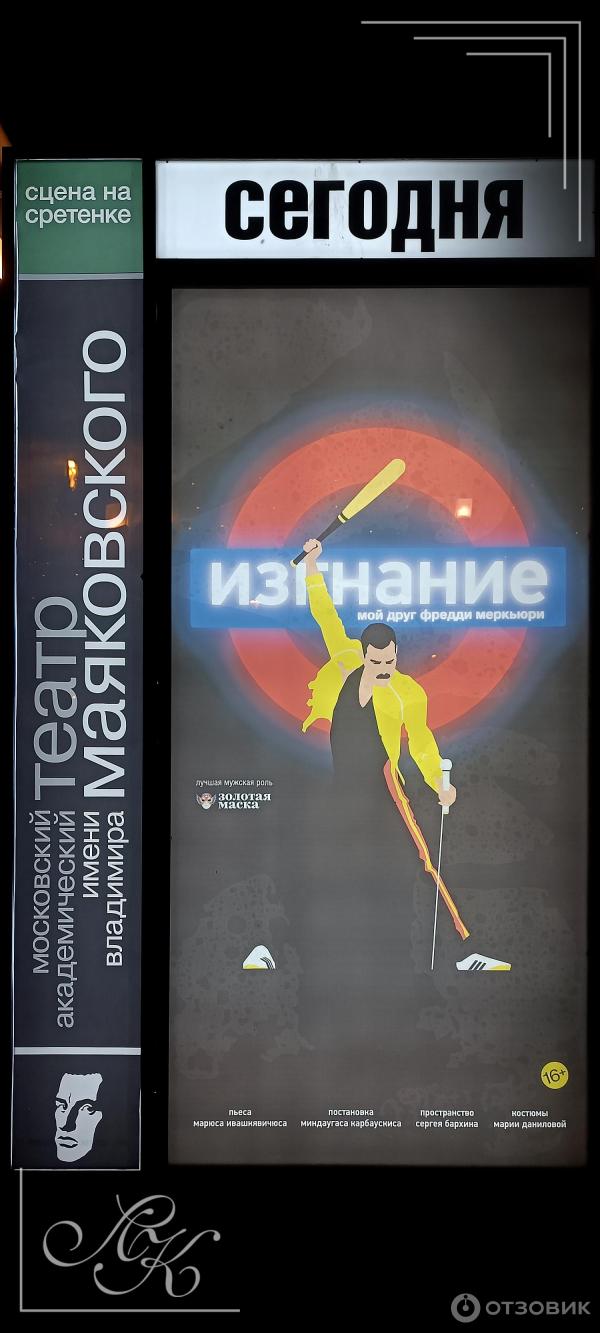 сцена на
сретенке
сегодня
московский
академический
театр
имени
владимира
маяковского
изгнание
мой друг фредди меркьюри
лучшая мужская роль
золотая
маска
16+
пьеса
марюса ивашкявичюса
постановка
миндаугаса карбаускиса
пространство
сергея бархина
костюмы
марии даниловой
ЛК
ОТЗОВИК